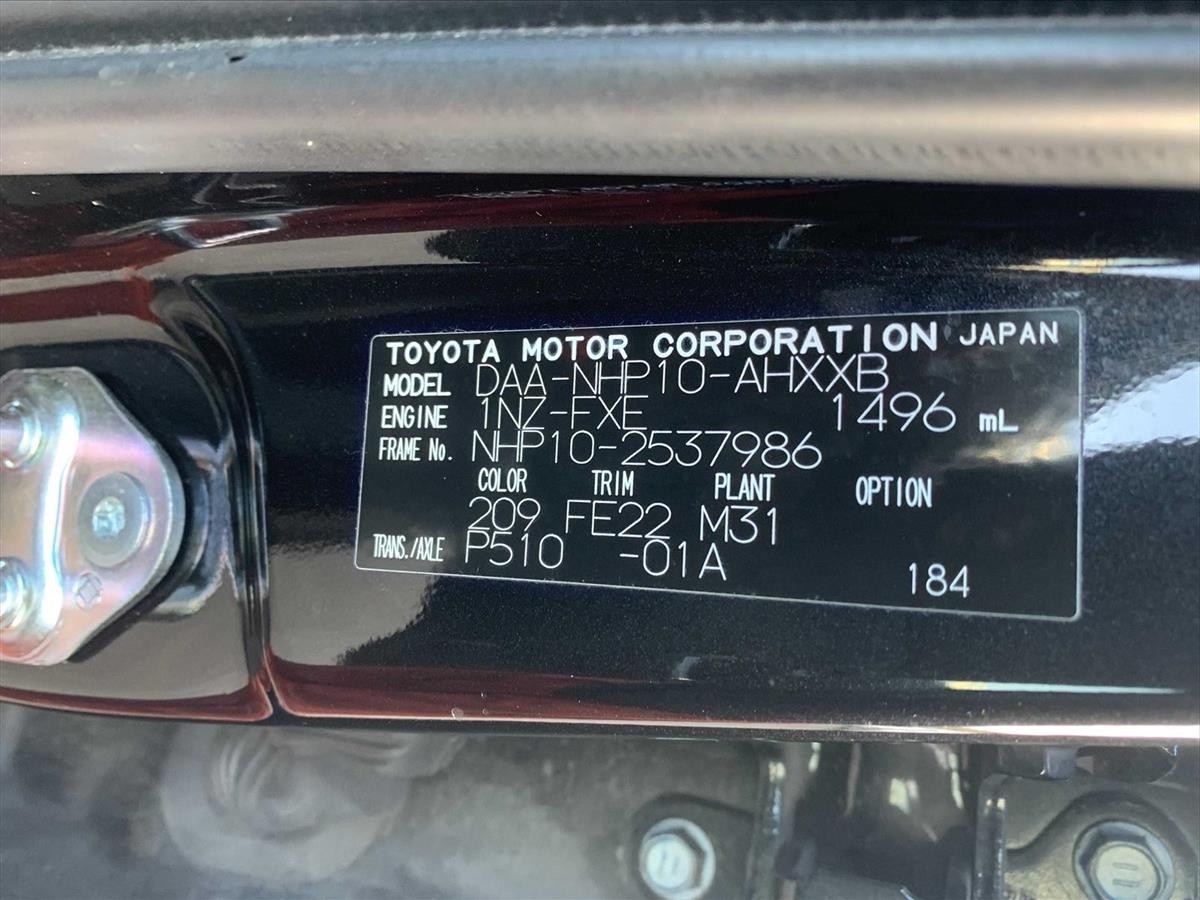 TOYOTA MOTOR CORPORATION JAPAN
MODEL DAA-NHP10-AHXXB
ENGINE 1NZ-FXE 1496 mL
FRAME No. NHP10-2537986
COLOR TRIM PLANT OPTION
209 FE22 M31
TRANS./AXLE P510 -01A 184